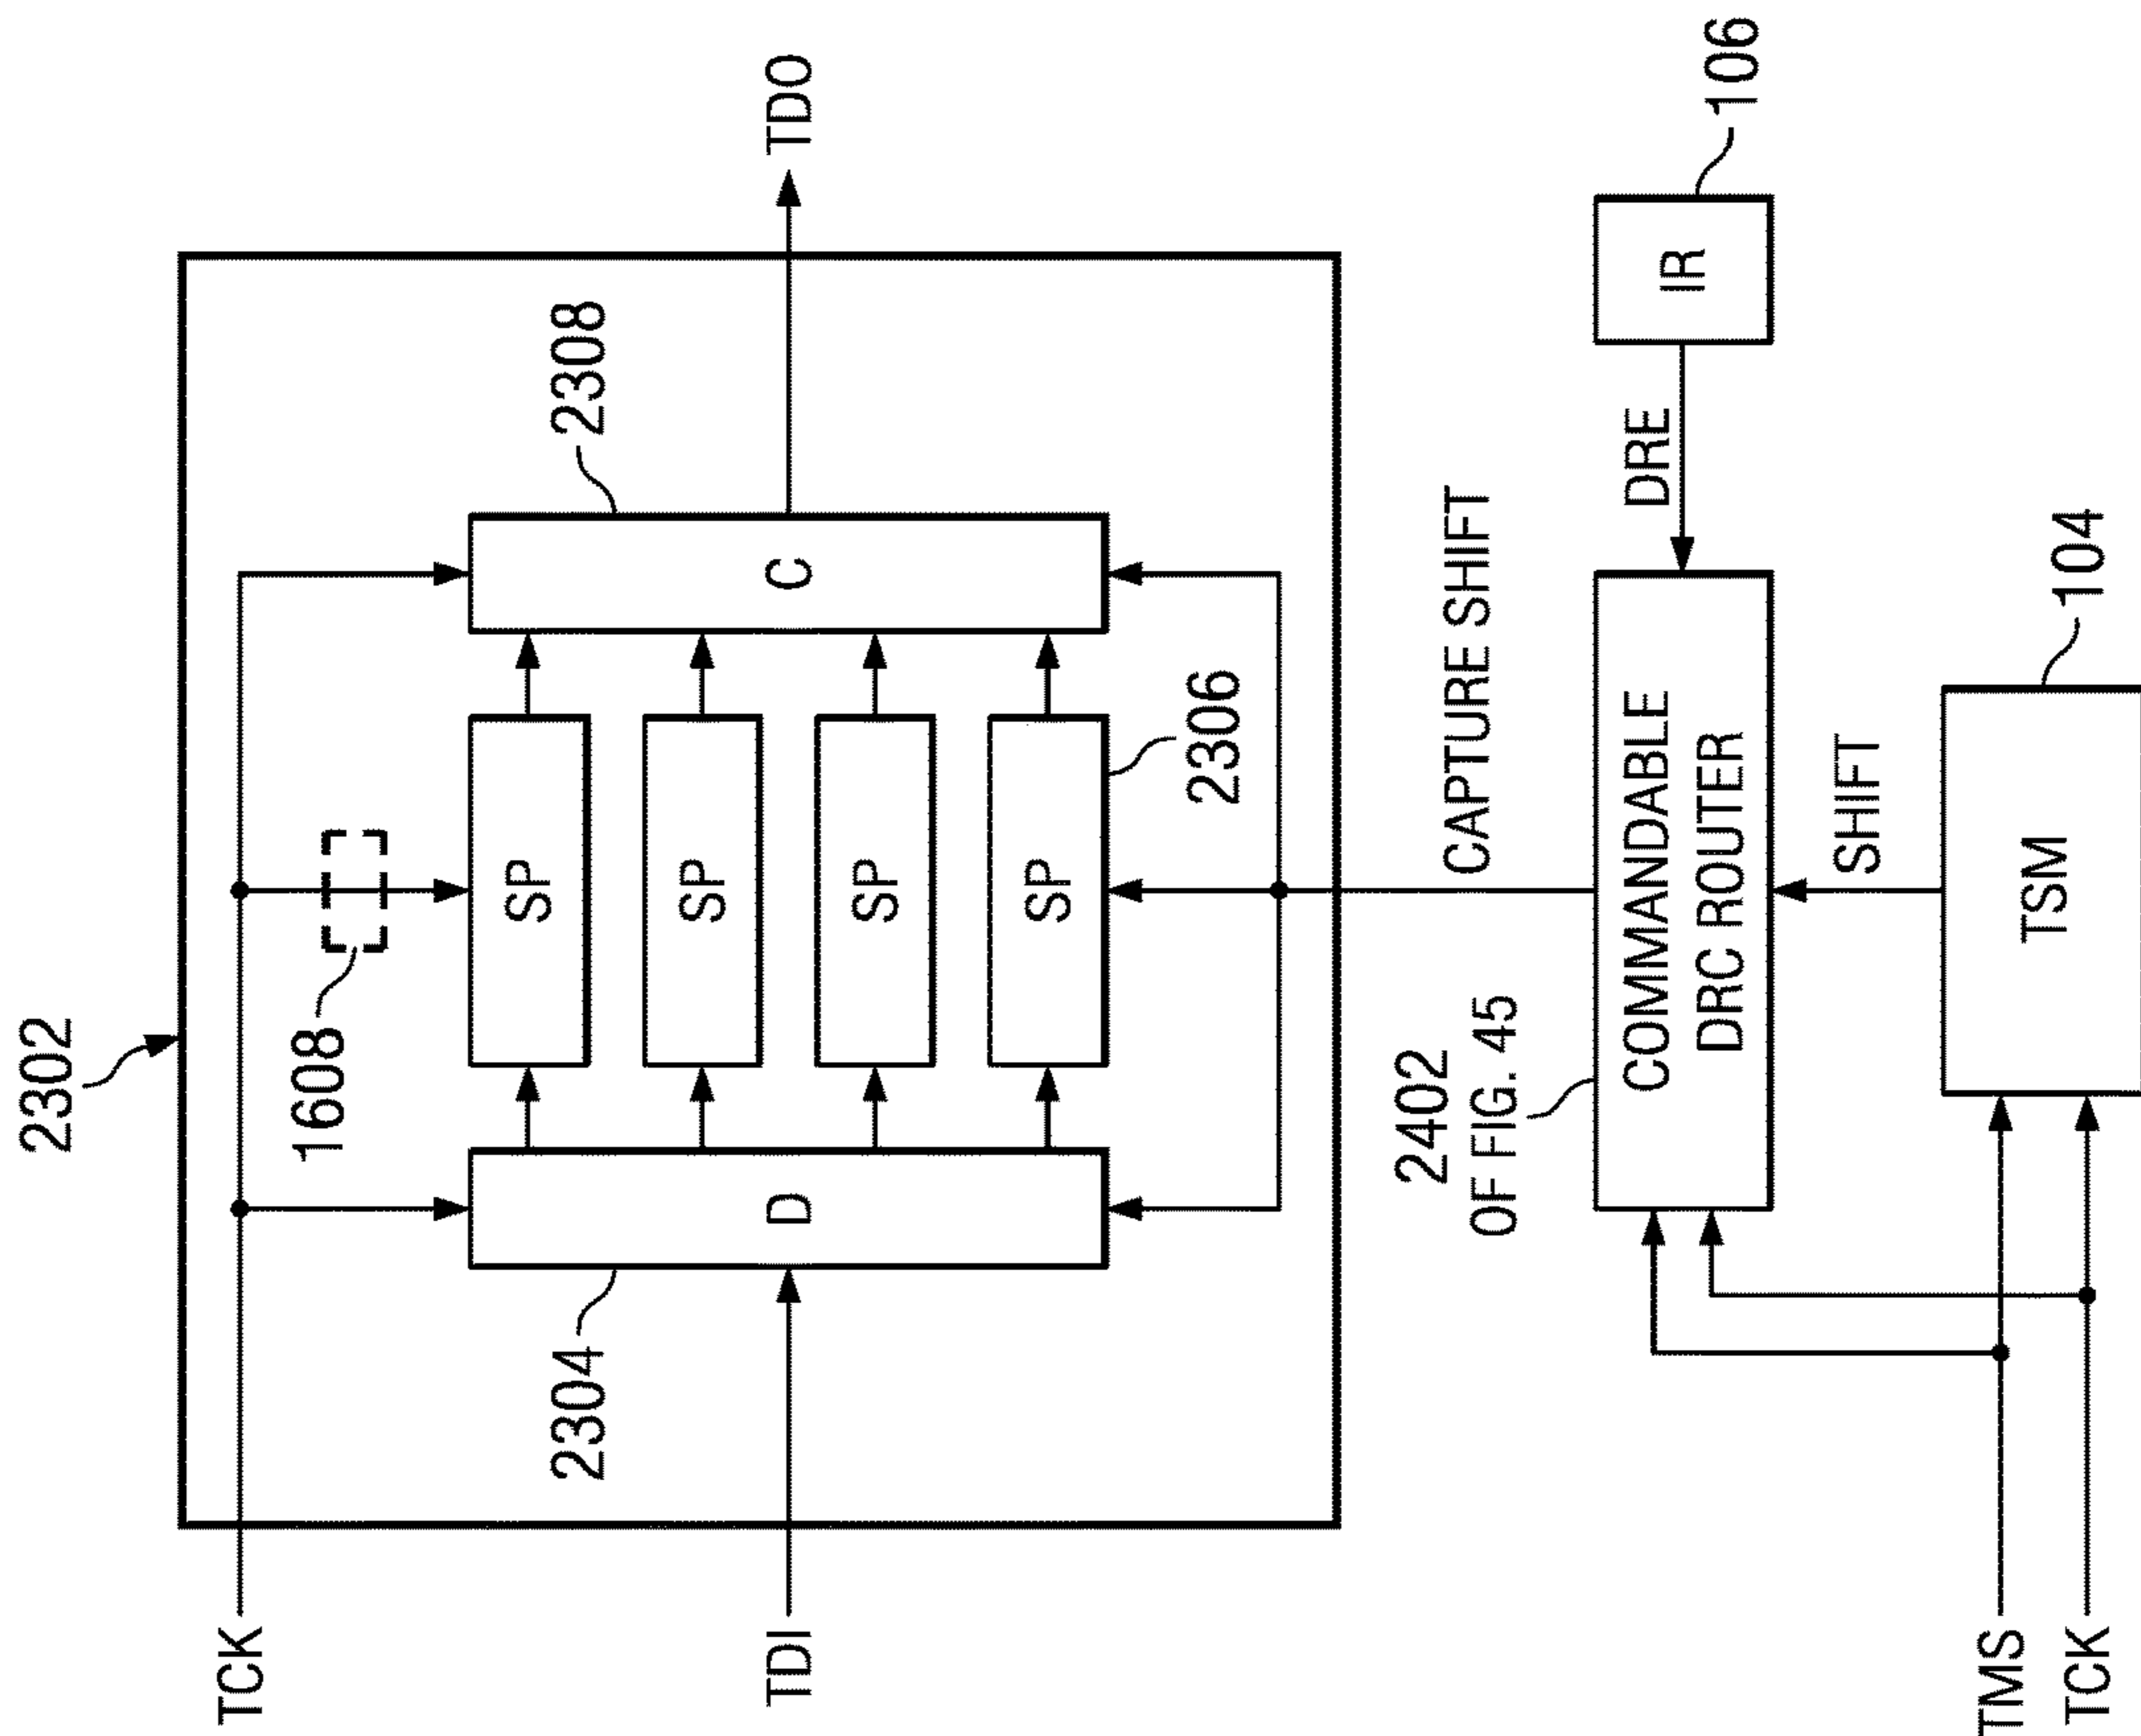 2302
TCK
1608
TDI
2304
D
SP
SP
SP
SP
2306
C
2308
TDO
CAPTURE SHIFT
2402
OF FIG. 45
COMMANDABLE
DRC ROUTER
DRE
IR
106
SHIFT
TSM
104
TMS
TCK